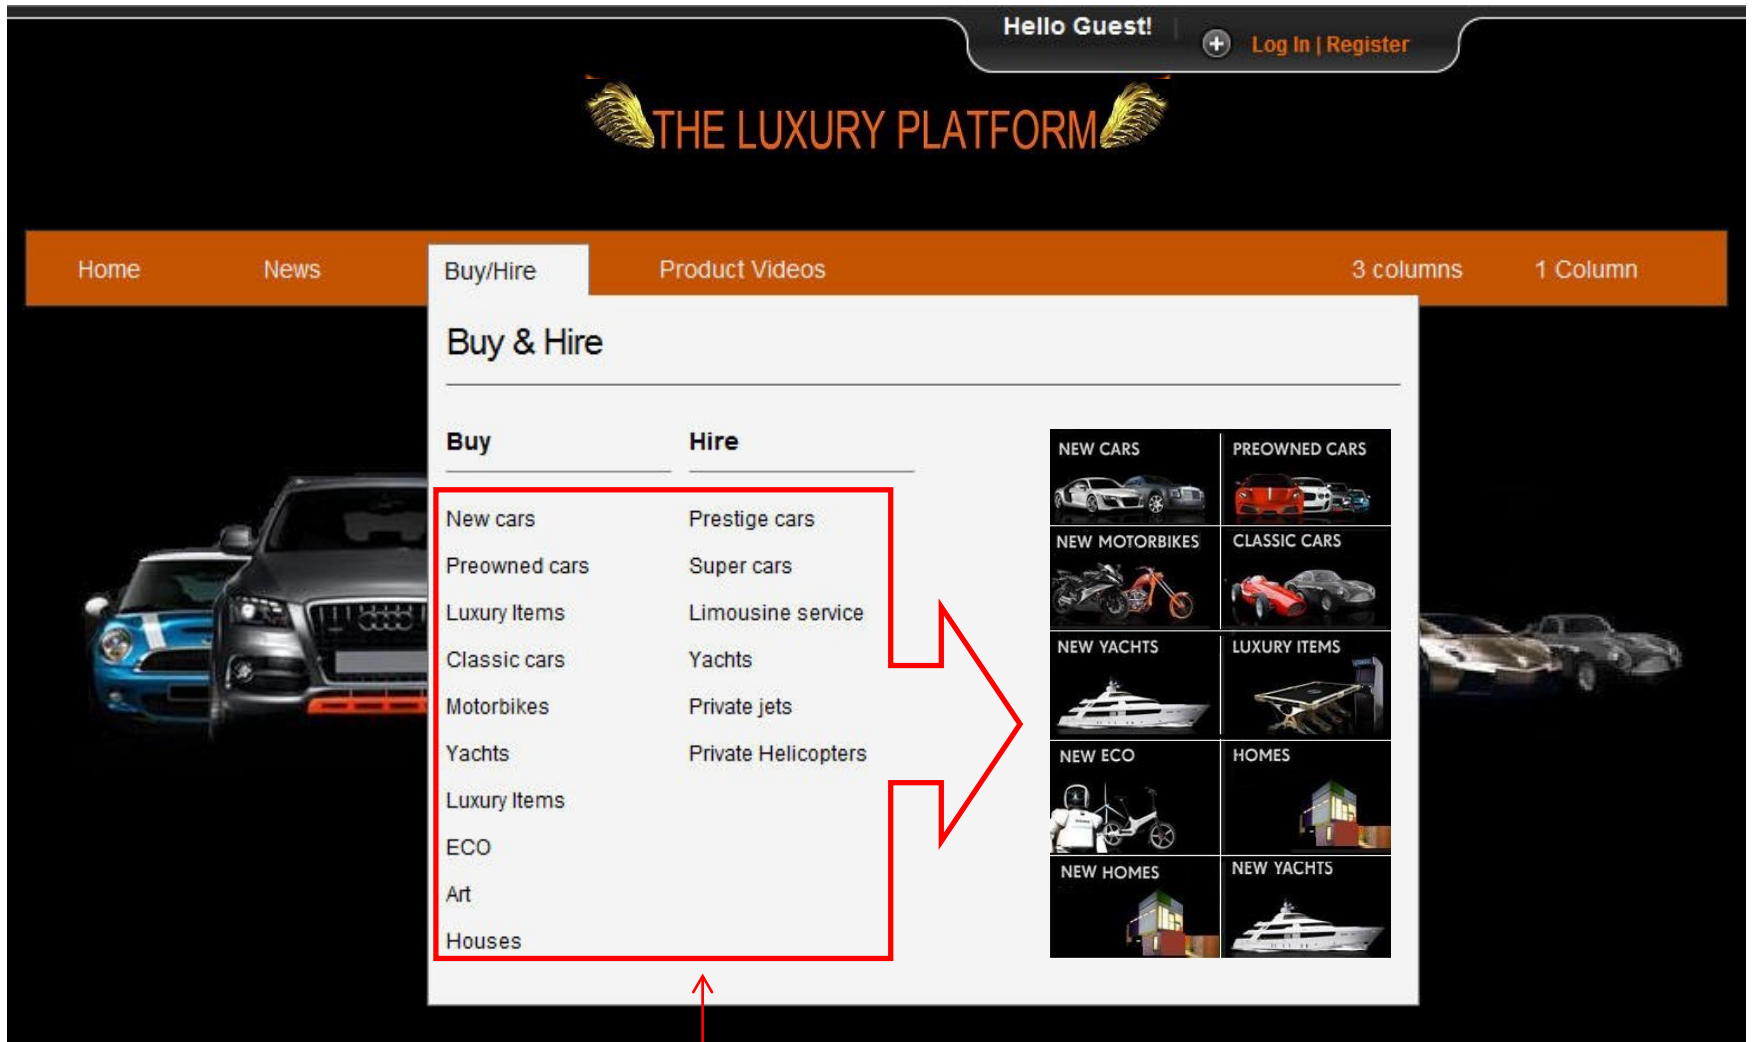 Hello Guest!
Log In | Register
THE LUXURY PLATFORM
Home News Buy/Hire Product Videos 3 columns 1 Column
Buy & Hire
Buy
New cars
Preowned cars
Luxury Items
Classic cars
Motorbikes
Yachts
Luxury Items
ECO
Art
Houses
Hire
Prestige cars
Super cars
Limousine service
Yachts
Private jets
Private Helicopters
NEW CARS
PREOWNED CARS
NEW MOTORBIKES
CLASSIC CARS
NEW YACHTS
LUXURY ITEMS
NEW ECO
HOMES
NEW HOMES
NEW YACHTS